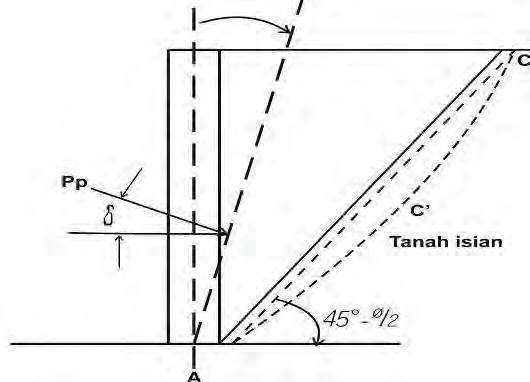 C
Pp
δ
C'
Tanah isian
45°-ø/2
A